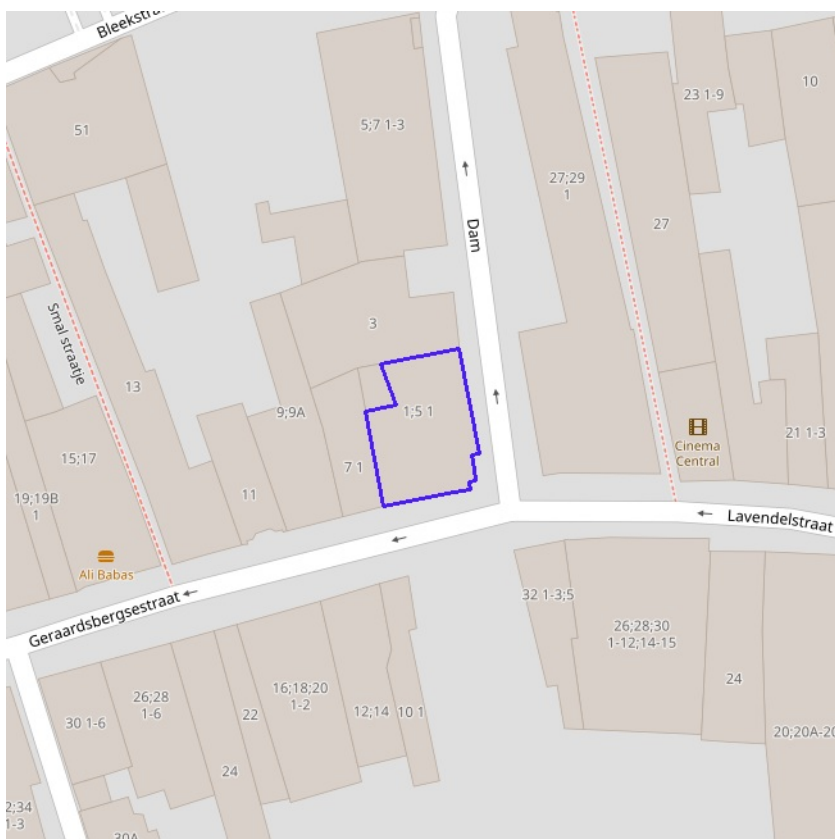 Bleekstra
51
5;7 1-3
23 1-9
10
27;29
1
27
Dam
Smal straatje
3
13
9;9A
1;5 1
Cinema
Central
21 1-3
15;17
7 1
11
19;19B
1
Lavendelstraat
Ali Babas
32 1-3;5
Geraardsbergsestraat
26;28;30
1-12;14-15
24
26;28
1-6
16;18;20
1-2
12;14
10 1
22
30 1-6
24
20;20A-20
2;34
1-3
30A